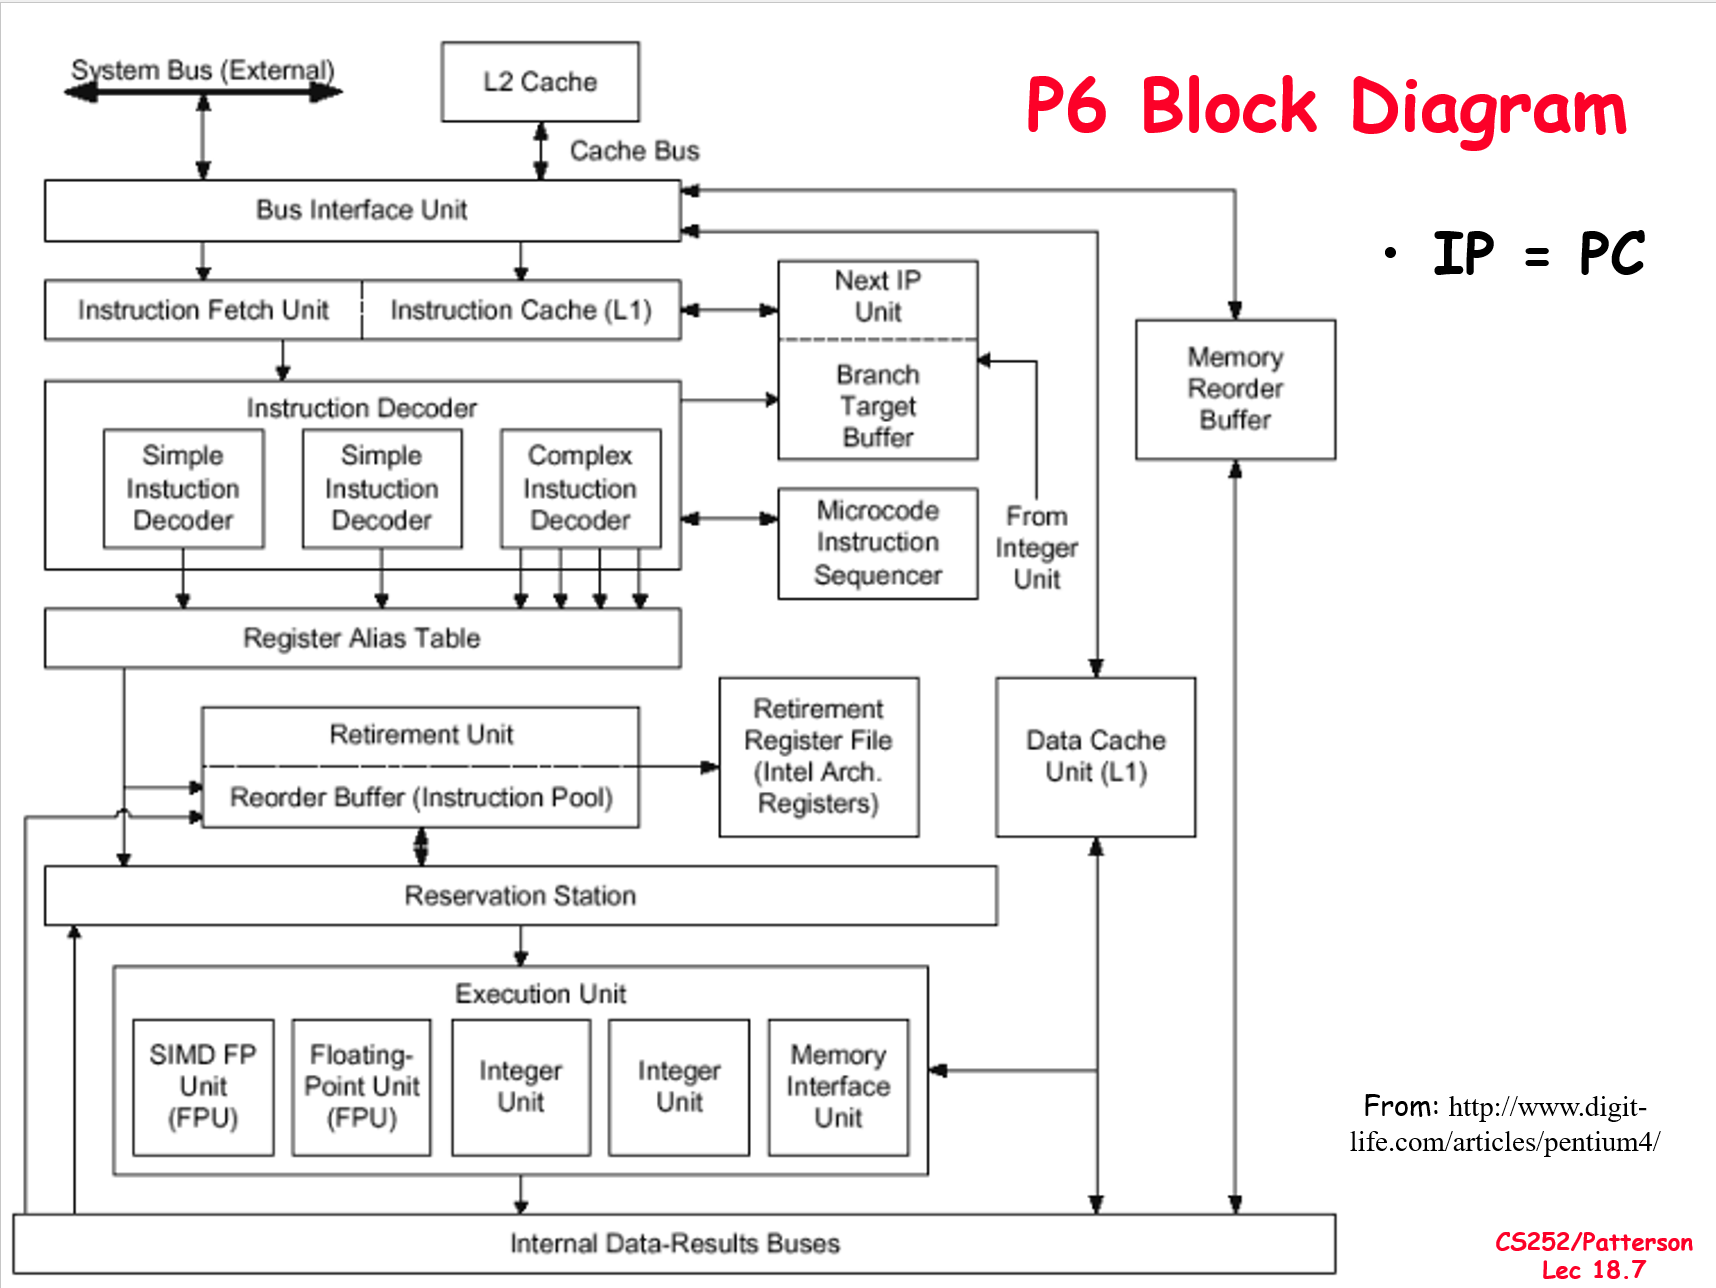 P6 Block Diagram
• IP = PC
System Bus (External)
L2 Cache
Cache Bus
Bus Interface Unit
Instruction Fetch Unit
Instruction Cache (L1)
Next IP
Unit
Branch
Target
Buffer
Memory
Reorder
Buffer
Instruction Decoder
Simple
Instuction
Decoder
Simple
Instuction
Decoder
Complex
Instuction
Decoder
Microcode
Instruction
Sequencer
From
Integer
Unit
Register Alias Table
Retirement Unit
Reorder Buffer (Instruction Pool)
Retirement
Register File
(Intel Arch.
Registers)
Data Cache
Unit (L1)
Reservation Station
Execution Unit
SIMD FP
Unit
(FPU)
Floating-
Point Unit
(FPU)
Integer
Unit
Integer
Unit
Memory
Interface
Unit
Internal Data-Results Buses
From: http://www.digit-
life.com/articles/pentium4/
CS252/Patterson
Lec 18.7